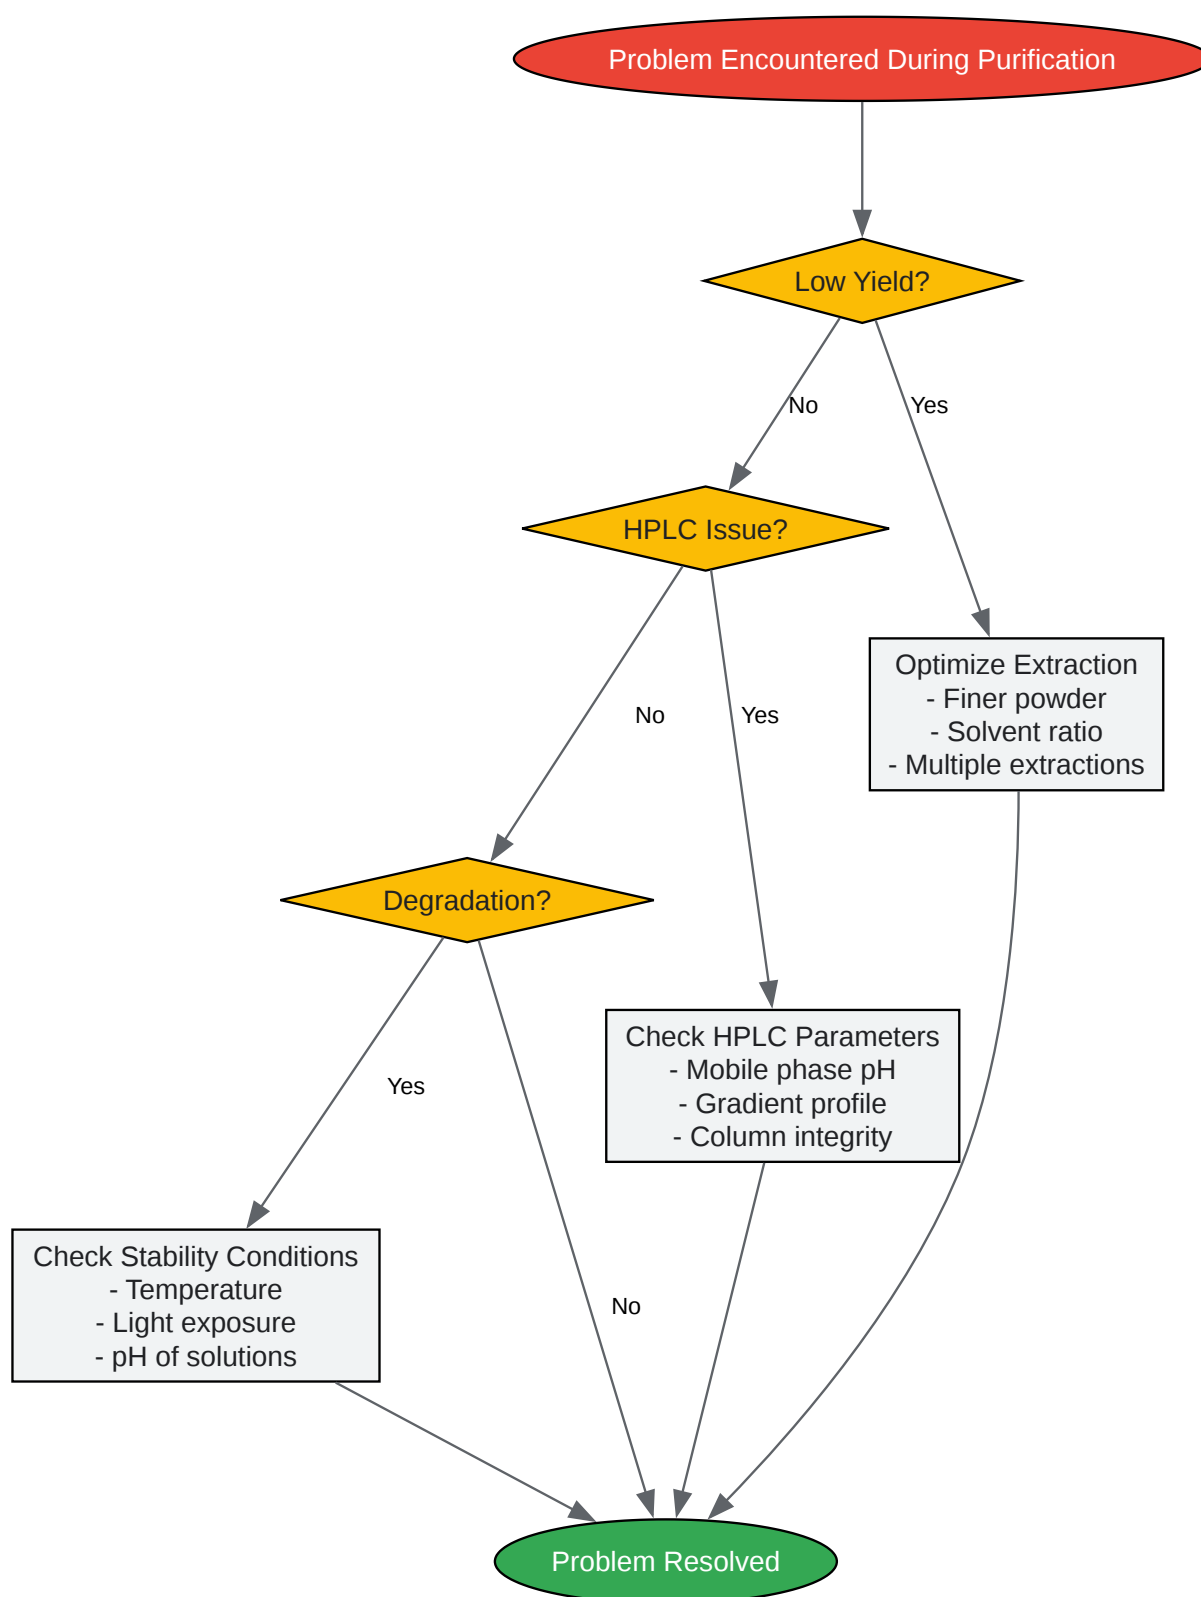 Problem Encountered During Purification
Low Yield?
No
Yes
HPLC Issue?
Optimize Extraction
- Finer powder
- Solvent ratio
- Multiple extractions
No
Yes
Degradation?
Check HPLC Parameters
- Mobile phase pH
- Gradient profile
- Column integrity
Yes
Check Stability Conditions
- Temperature
- Light exposure
- pH of solutions
No
Problem Resolved